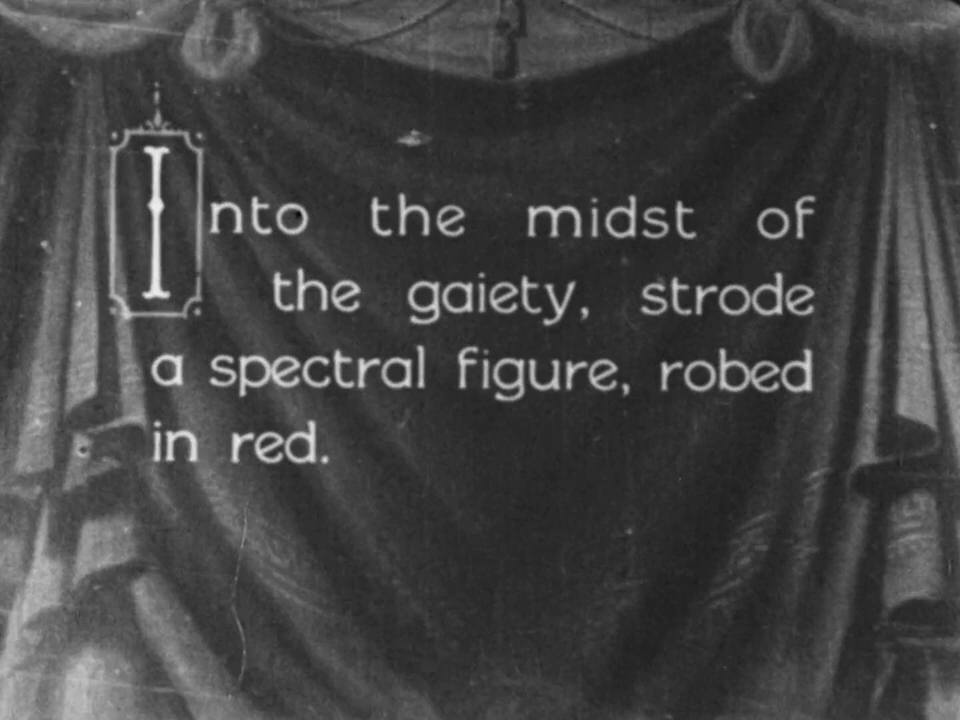 Into the midst of
the gaiety, strode
a spectral figure, robed
in red.